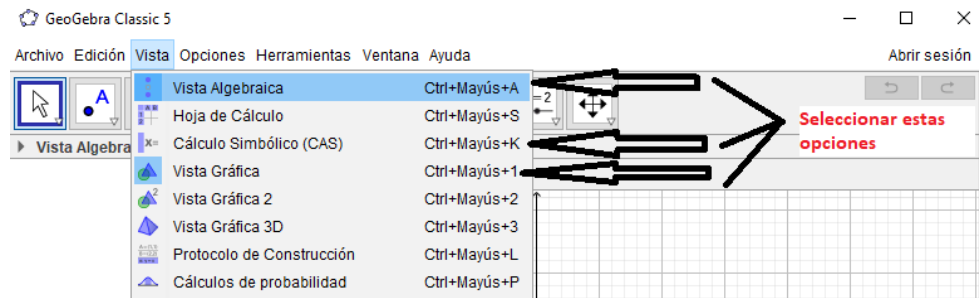 GeoGebra Classic 5
Archivo Edición Vista Opciones Herramientas Ventana Ayuda Abrir sesión
A
=2
Vista Algebra
Vista Algebraica Ctrl+Mayús+A
Hoja de Cálculo Ctrl+Mayús+S
Cálculo Simbólico (CAS) Ctrl+Mayús+K
Vista Gráfica Ctrl+Mayús+1
Vista Gráfica 2 Ctrl+Mayús+2
Vista Gráfica 3D Ctrl+Mayús+3
Protocolo de Construcción Ctrl+Mayús+L
Cálculos de probabilidad Ctrl+Mayús+P
Seleccionar estas
opciones